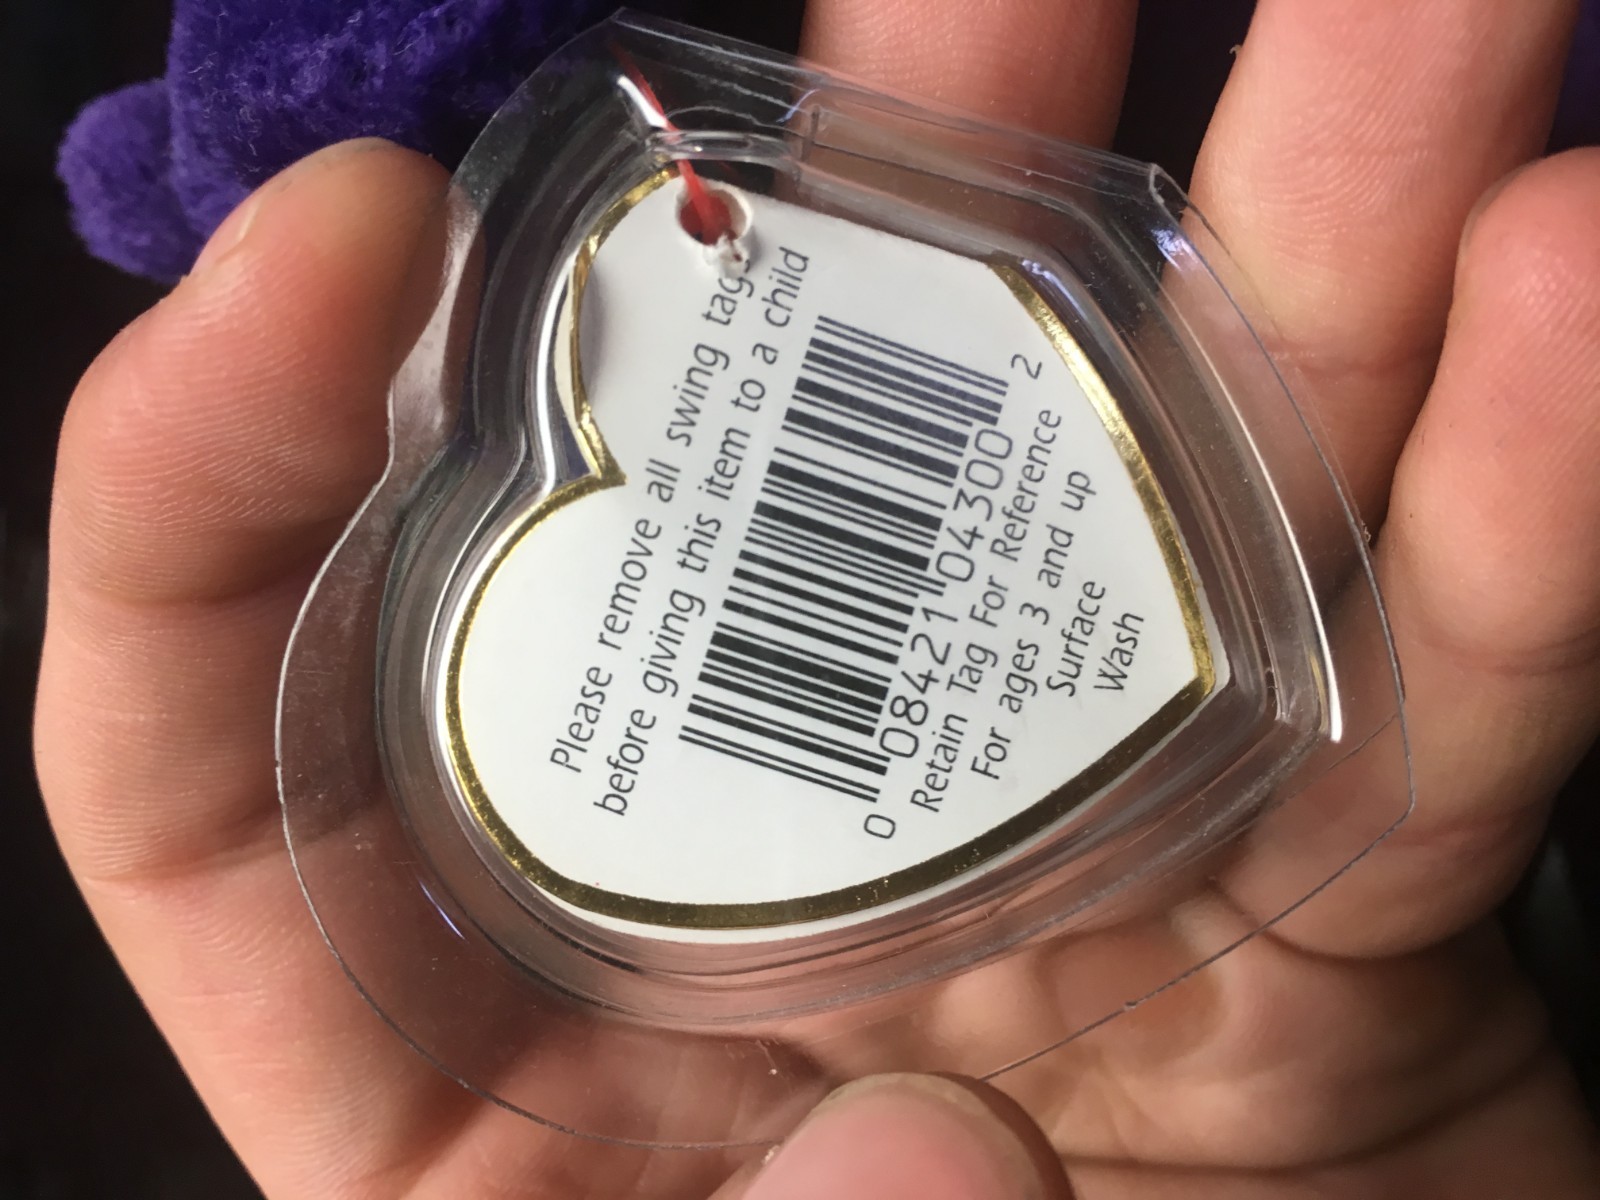 Please remove all swing tags
before giving this item to a child
0 08421 04300 2
Retain Tag For Reference
For ages 3 and up
Surface
Wash